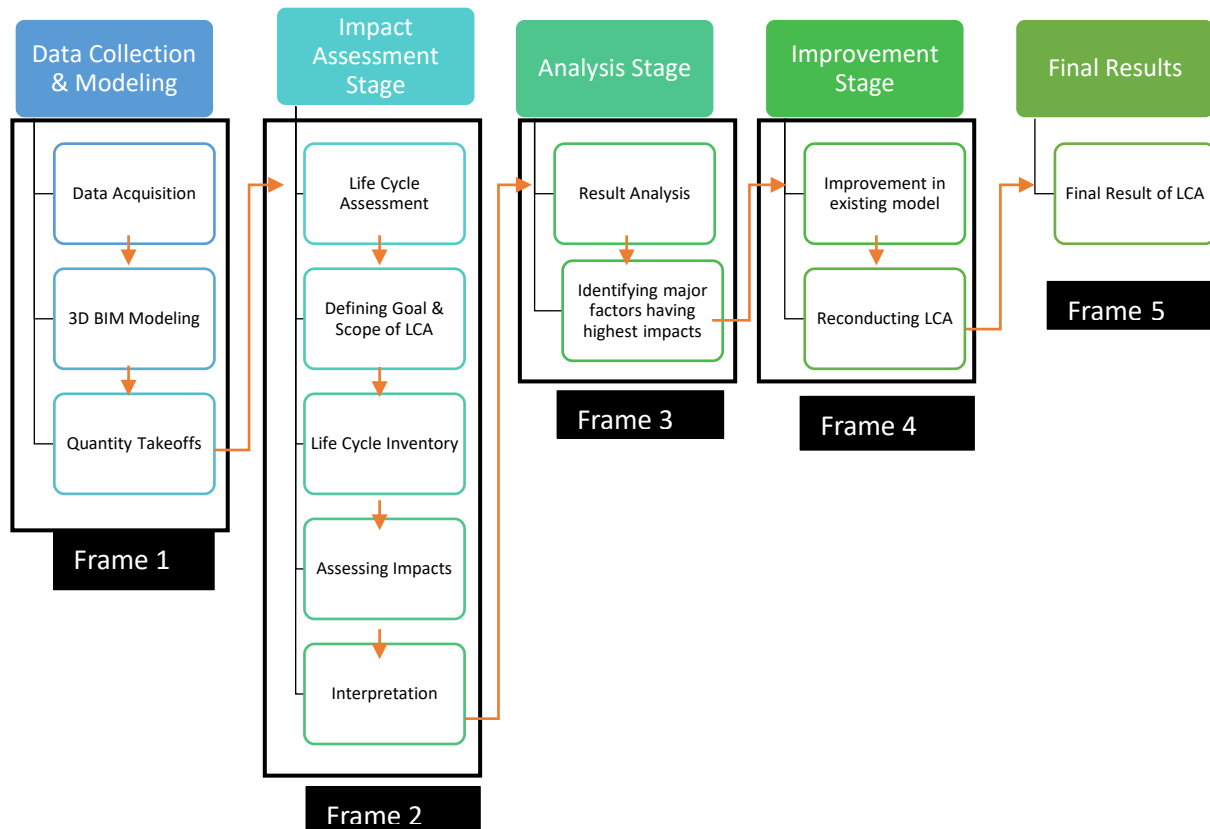 Data Collection
& Modeling
Data Acquisition
3D BIM Modeling
Quantity Takeoffs
Frame 1
Impact
Assessment
Stage
Life Cycle
Assessment
Defining Goal &
Scope of LCA
Life Cycle Inventory
Assessing Impacts
Interpretation
Frame 2
Analysis Stage
Result Analysis
Identifying major
factors having
highest impacts
Frame 3
Improvement
Stage
Improvement in
existing model
Reconducting LCA
Frame 4
Final Results
Final Result of LCA
Frame 5